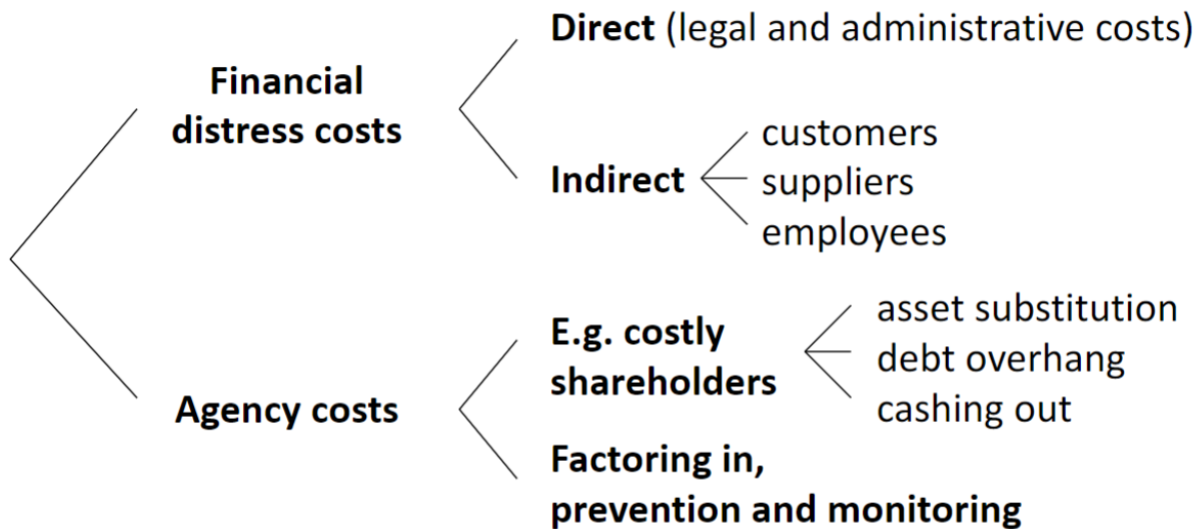 Direct (legal and administrative costs)
Financial
distress costs
customers
Indirect
suppliers
employees
asset substitution
E.g. costly
shareholders
debt overhang
cashing out
Agency costs
Factoring in,
prevention and monitoring